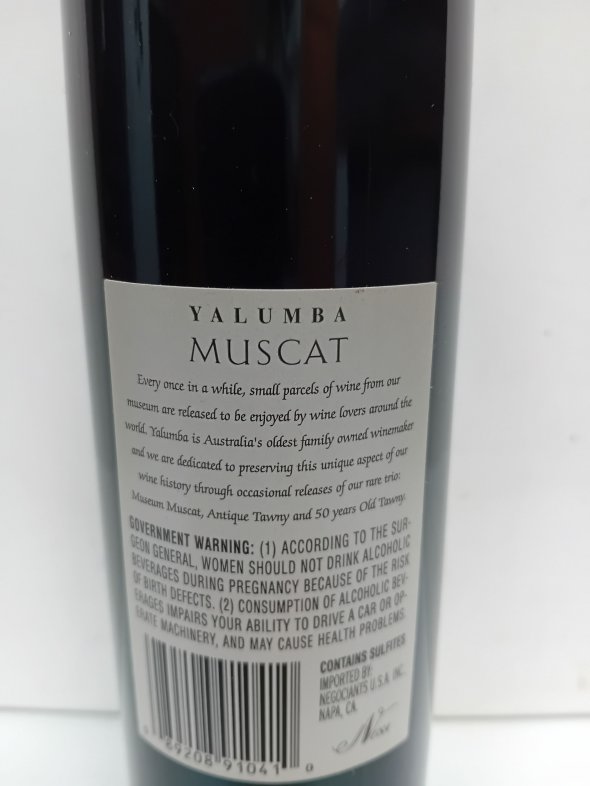 YALUMBA
MUSCAT
Every once in a while, small parcels of wine from our
museum are released to be enjoyed by wine lovers around the
world. Yalumba is Australia's oldest family owned winemaker
and we are dedicated to preserving this unique aspect of our
wine history through occasional releases of our rare trio:
Museum Muscat, Antique Tawny and 50 years Old Tawny.
GOVERNMENT WARNING: (1) ACCORDING TO THE SUR-
GEON GENERAL, WOMEN SHOULD NOT DRINK ALCOHOLIC
BEVERAGES DURING PREGNANCY BECAUSE OF THE RISK
OF BIRTH DEFECTS. (2) CONSUMPTION OF ALCOHOLIC BEV-
ERAGES IMPAIRS YOUR ABILITY TO DRIVE A CAR OR OP-
ERATE MACHINERY, AND MAY CAUSE HEALTH PROBLEMS.
CONTAINS SULFITES
IMPORTED BY:
NEGOCIANTS U.S.A. INC.
NAPA, CA.
89208 91041 0